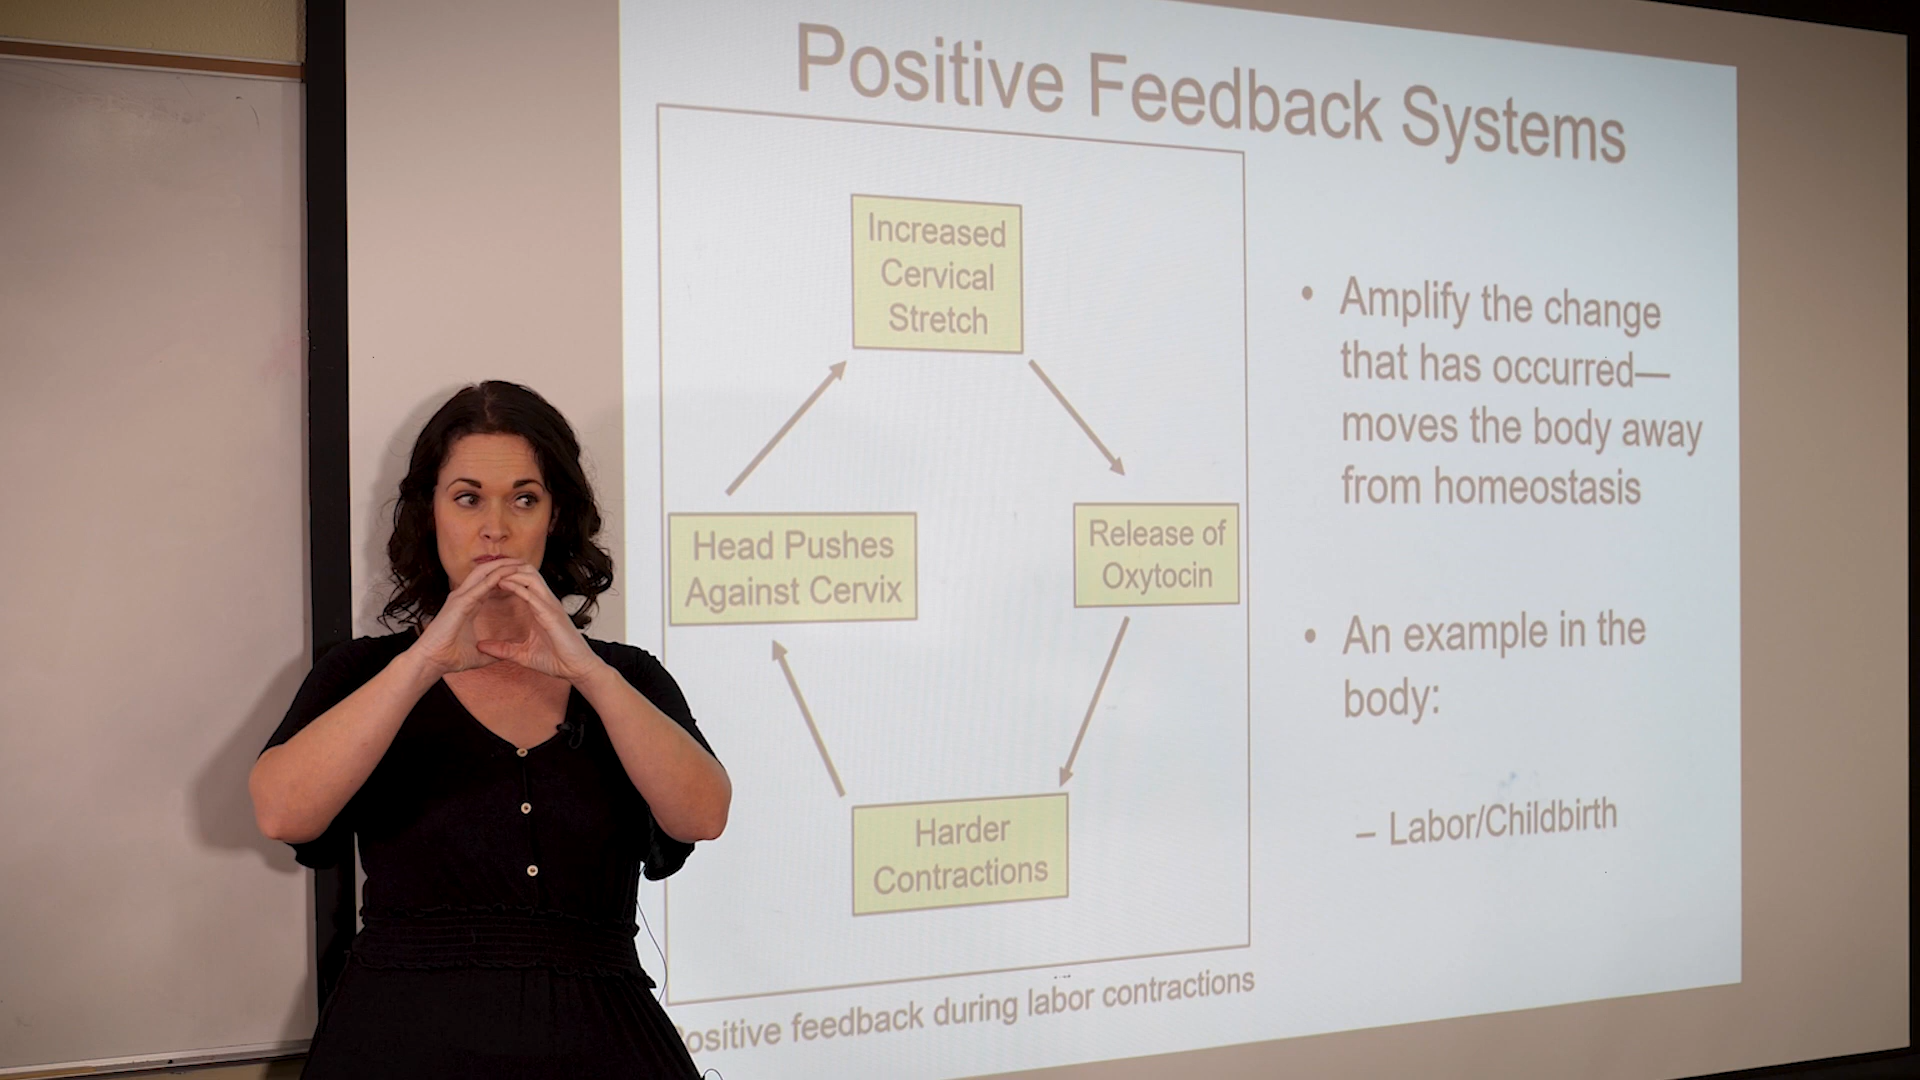 Positive Feedback Systems
Increased
Cervical
Stretch
Head Pushes
Against Cervix
Release of
Oxytocin
Harder
Contractions
ositive feedback during labor contractions
• Amplify the change
that has occurred—
moves the body away
from homeostasis
• An example in the
body:
– Labor/Childbirth